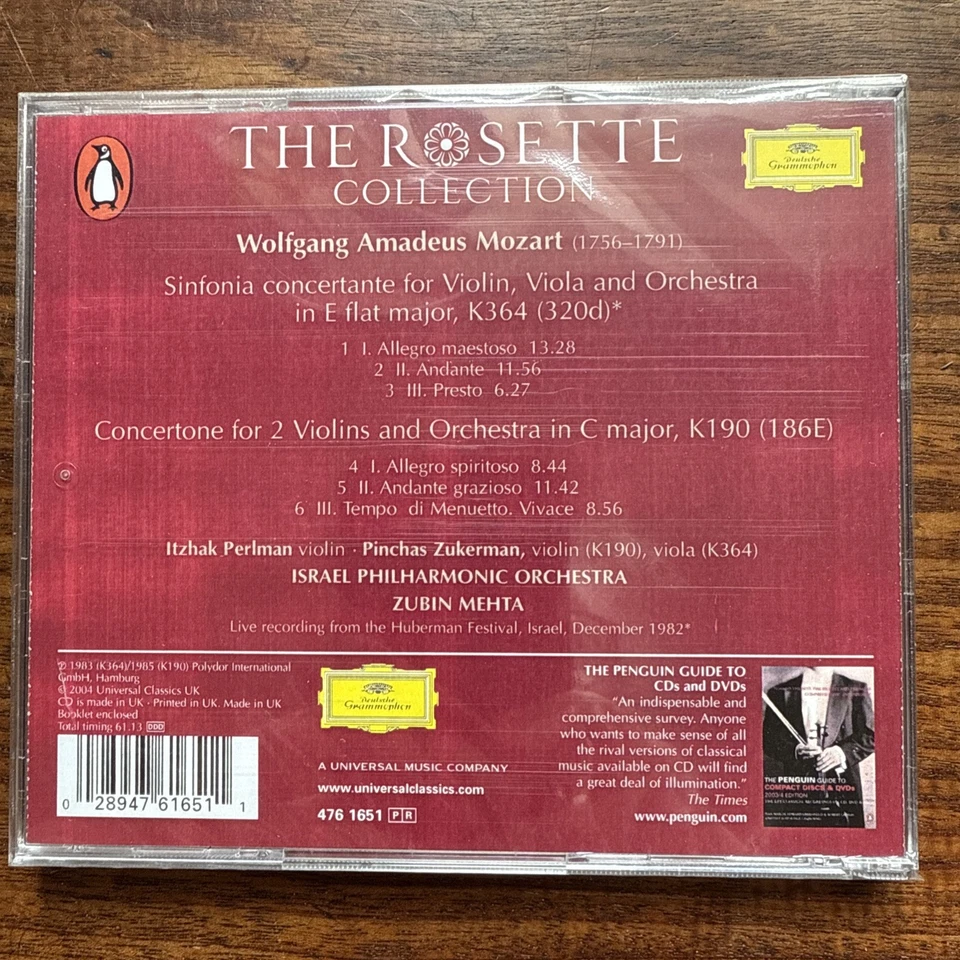 THE ROSETTE
COLLECTION
Deutsche
Grammophon
Wolfgang Amadeus Mozart (1756–1791)
Sinfonia concertante for Violin, Viola and Orchestra
in E flat major, K364 (320d)*
1 I. Allegro maestoso 13.28
2 II. Andante 11.56
3 III. Presto 6.27
Concertone for 2 Violins and Orchestra in C major, K190 (186E)
4 I. Allegro spiritoso 8.44
5 II. Andante grazioso 11.42
6 III. Tempo di Menuetto. Vivace 8.56
Itzhak Perlman violin · Pinchas Zukerman, violin (K190), viola (K364)
ISRAEL PHILHARMONIC ORCHESTRA
ZUBIN MEHTA
Live recording from the Huberman Festival, Israel, December 1982*
℗ 1983 (K364)/1985 (K190) Polydor International
GmbH, Hamburg
© 2004 Universal Classics UK
CD is made in UK · Printed in UK. Made in UK
Booklet enclosed
Total timing 61.13 DDD
0 28947 61651 1
Deutsche
Grammophon
A UNIVERSAL MUSIC COMPANY
www.universalclassics.com
476 1651 P R
THE PENGUIN GUIDE TO
CDs and DVDs
"An indispensable and
comprehensive survey. Anyone
who wants to make sense of all
the rival versions of classical
music available on CD will find
a great deal of illumination."
The Times
www.penguin.com
THE PENGUIN GUIDE TO
COMPACT DISCS & DVDs
2003/4 EDITION